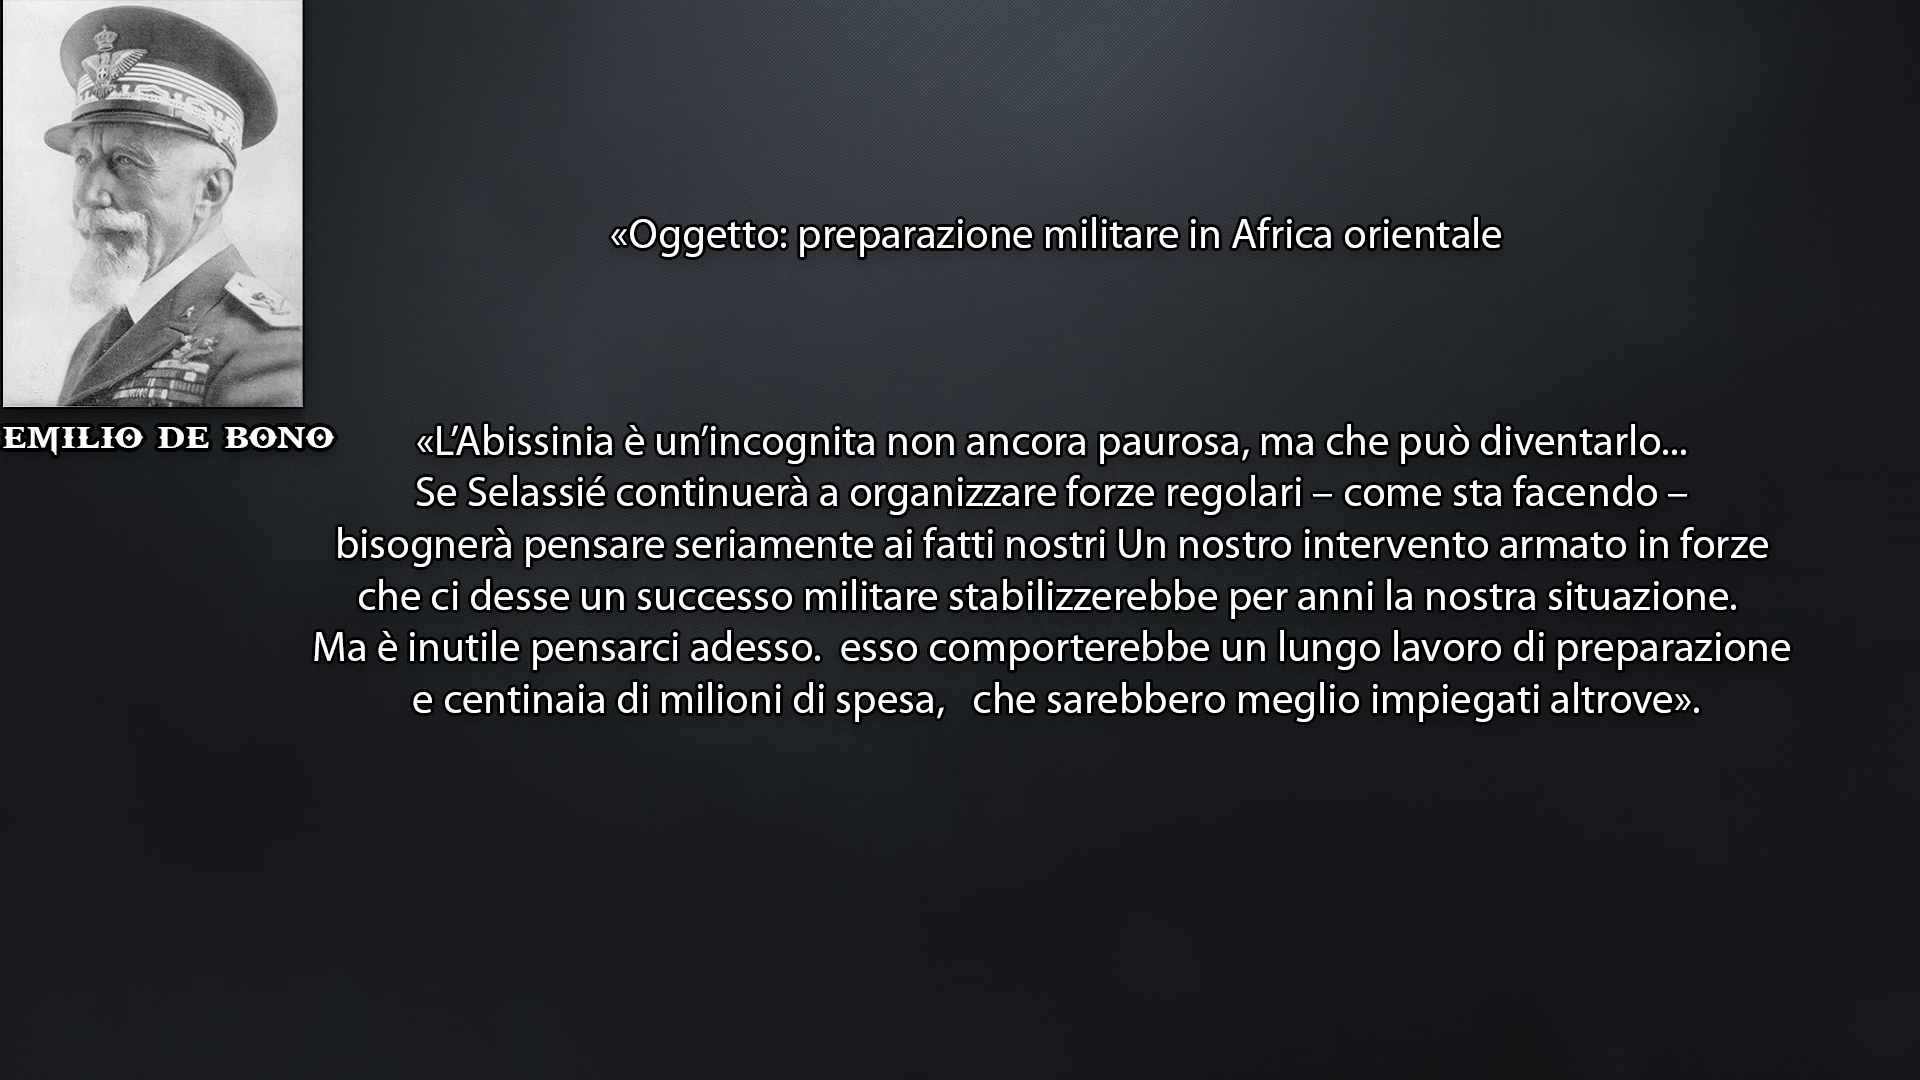 «Oggetto: preparazione militare in Africa orientale
EMILIO DE BONO
«L’Abissinia è un’incognita non ancora paurosa, ma che può diventarlo...
Se Selassié continuerà a organizzare forze regolari – come sta facendo –
bisognerà pensare seriamente ai fatti nostri Un nostro intervento armato in forze
che ci desse un successo militare stabilizzerebbe per anni la nostra situazione.
Ma è inutile pensarci adesso.  esso comporterebbe un lungo lavoro di preparazione
e centinaia di milioni di spesa,   che sarebbero meglio impiegati altrove».